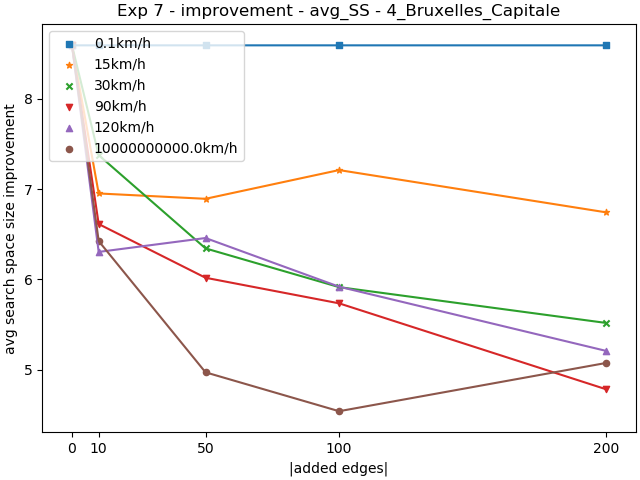 Exp 7 - improvement - avg_SS - 4_Bruxelles_Capitale
0.1km/h
15km/h
30km/h
90km/h
120km/h
10000000000.0km/h
avg search space size improvement
8
7
6
5
0 10 50 100 200
|added edges|